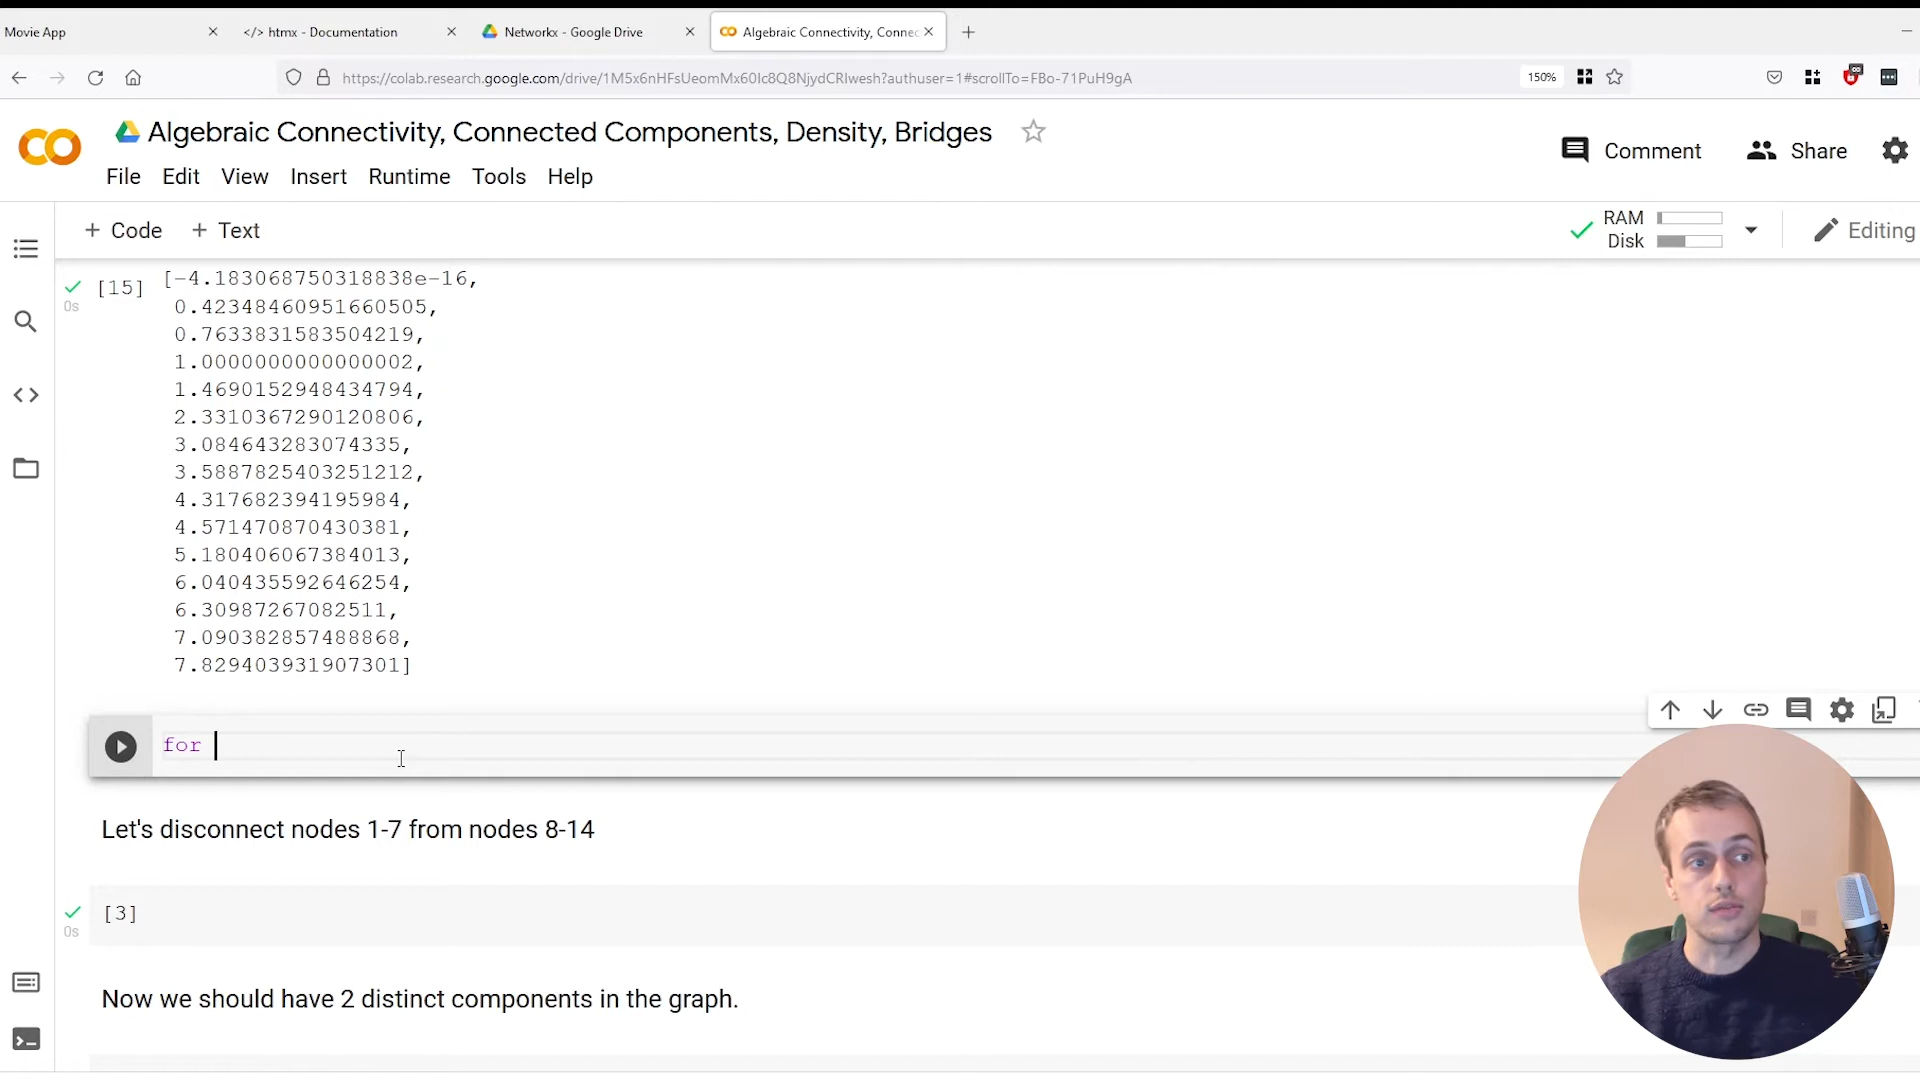 Movie App
</> htmx - Documentation
Networkx - Google Drive
Algebraic Connectivity, Connec
https://colab.research.google.com/drive/1M5x6nHFsUeomMx60Ic8Q8NjydCRIwesh?authuser=1#scrollTo=FBo-71PuH9gA
150%
Algebraic Connectivity, Connected Components, Density, Bridges
Comment
Share
File Edit View Insert Runtime Tools Help
+ Code + Text
RAM
Disk
Editing
[15] [-4.183068750318838e-16,
0s
0.42348460951660505,
0.7633831583504219,
1.0000000000000002,
1.4690152948434794,
2.3310367290120806,
3.084643283074335,
3.5887825403251212,
4.317682394195984,
4.571470870430381,
5.180406067384013,
6.040435592646254,
6.30987267082511,
7.090382857488868,
7.829403931907301]
for
Let's disconnect nodes 1-7 from nodes 8-14
[3]
0s
Now we should have 2 distinct components in the graph.